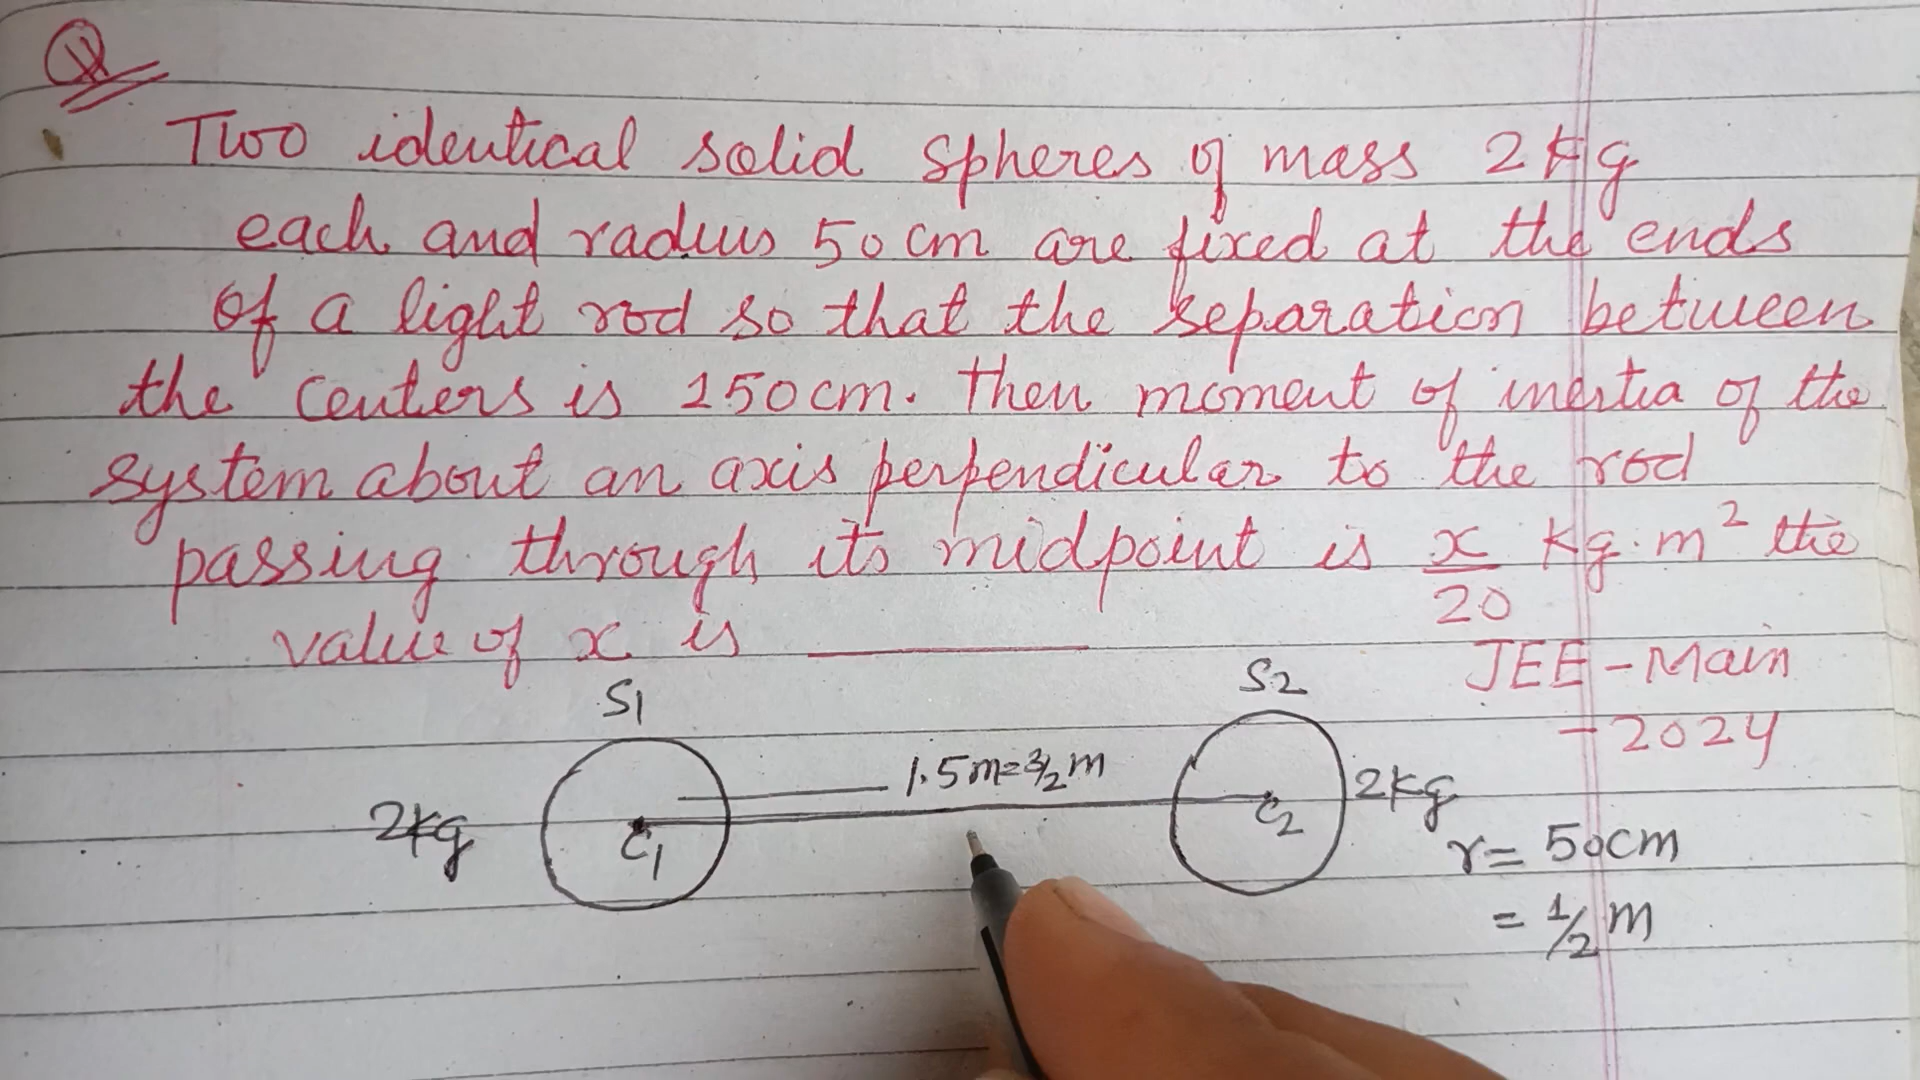 Q
Two identical solid spheres of mass 2kg
each and radius 50 cm are fixed at the ends
of a light rod so that the separation between
the centers is 150cm. Then moment of inertia of the
system about an axis perpendicular to the rod
passing through its midpoint is x/20 Kg.m² the
value of x is ______
JEE-Main
-2024
S1
S2
1.5m=3/2m
2kg
2kg
C1
C2
r= 50cm
= 1/2 m